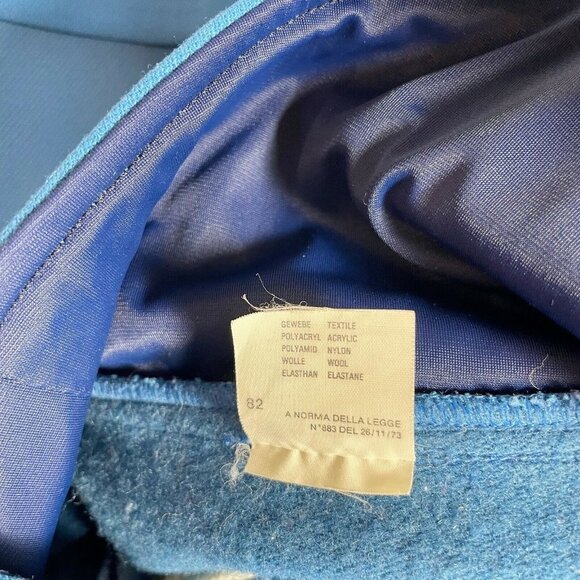 GEWEBE TEXTILE
POLYACRYL ACRYLIC
POLYAMID NYLON
WOLLE WOOL
ELASTHAN ELASTANE
82
A NORMA DELLA LEGGE
N°883 DEL 26/11/73